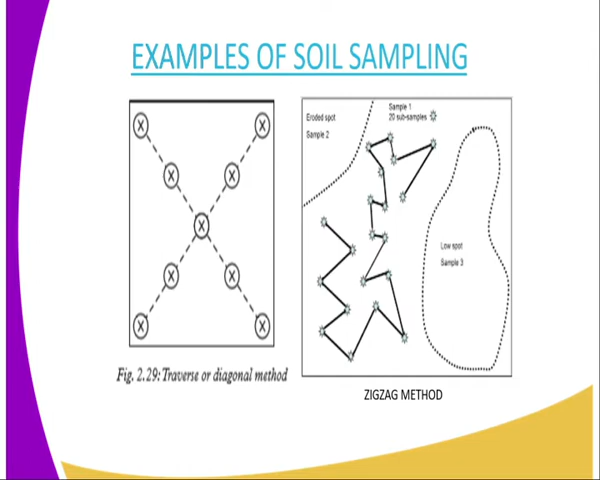 EXAMPLES OF SOIL SAMPLING
X
X
X
X
X
X
X
X
X
Fig. 2.29: Traverse or diagonal method
Eroded spot
Sample 2
Sample 1
20 sub-samples
Low spot
Sample 3
ZIGZAG METHOD